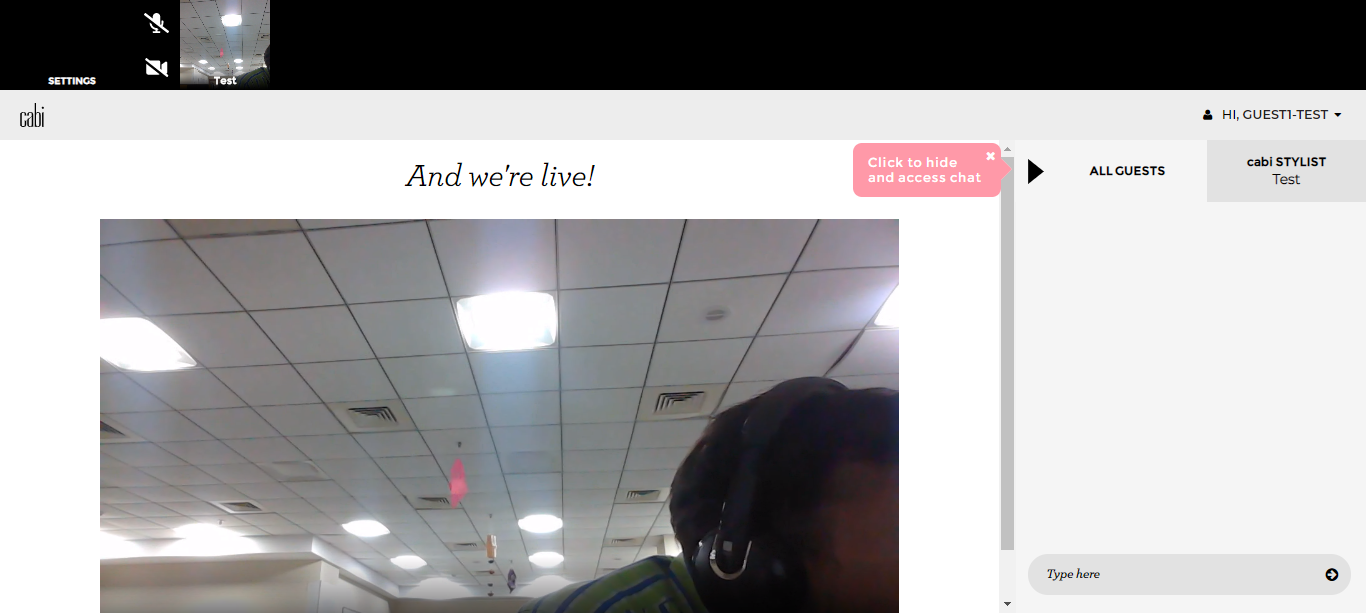 SETTINGS
Test
cabi
HI, GUEST1-TEST
And we're live!
Click to hide
and access chat
ALL GUESTS
cabi STYLIST
Test
Type here